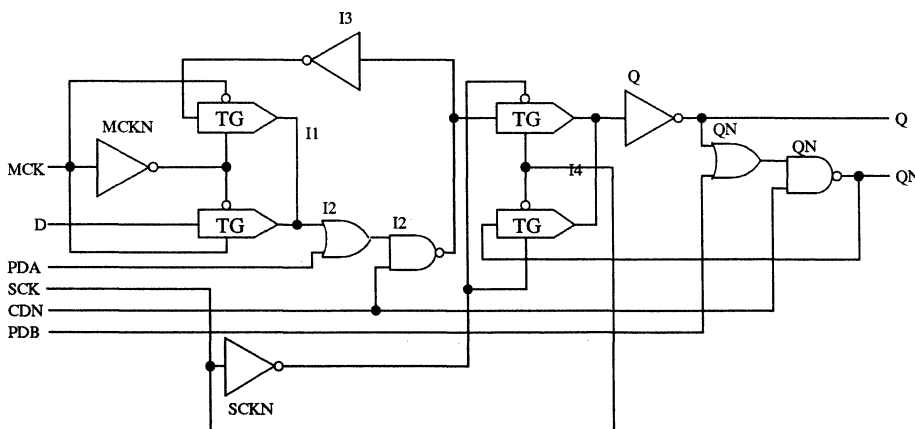 I3
Q
TG
TG
MCKN
I1
Q
QN
QN
MCK
I4
QN
D
TG
I2
I2
TG
PDA
SCK
CDN
PDB
SCKN